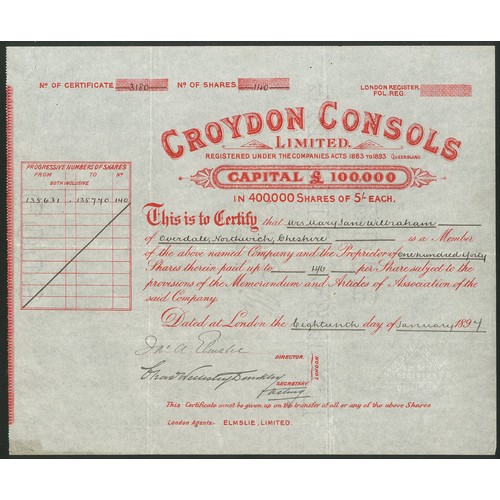 No OF CERTIFICATE 3180 No OF SHARES 140 LONDON REGISTER.
FOL. REG.
CROYDON CONSOLS
LIMITED.
REGISTERED UNDER THE COMPANIES ACTS 1863 TO 1893 QUEENSLAND
CAPITAL £ 100,000
IN 400,000 SHARES OF 5/- EACH.
PROGRESSIVE NUMBERS OF SHARES
FROM TO No
BOTH INCLUSIVE
135631 135770 140
This is to Certify that Mrs Mary Jane Wilbraham
of Overdale, Northwich, Cheshire is a Member
of the above named Company and the Proprietor of One hundred & forty
Shares therein paid up to 4/6 per Share subject to the
provisions of the Memorandum and Articles of Association of the
said Company.
Dated at London the Eighteenth day of January 1897
Jno A. Elmslie
DIRECTOR.
LONDON
SECRETARY
This Certificate must be given up on the transfer of all or any of the above Shares
London Agents:- ELMSLIE, LIMITED.